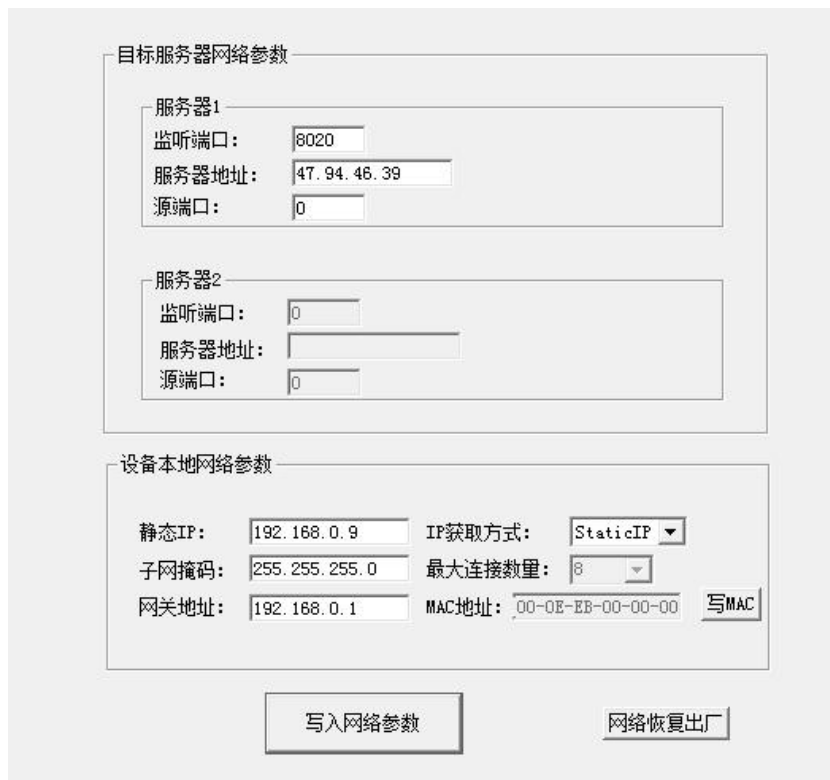 目标服务器网络参数
服务器1
监听端口： 8020
服务器地址： 47.94.46.39
源端口： 0
服务器2
监听端口： 0
服务器地址：
源端口： 0
设备本地网络参数
静态IP： 192.168.0.9 IP获取方式： StaticIP
子网掩码： 255.255.255.0 最大连接数量： 8
网关地址： 192.168.0.1 MAC地址： 00-0E-EB-00-00-00 写MAC
写入网络参数 网络恢复出厂